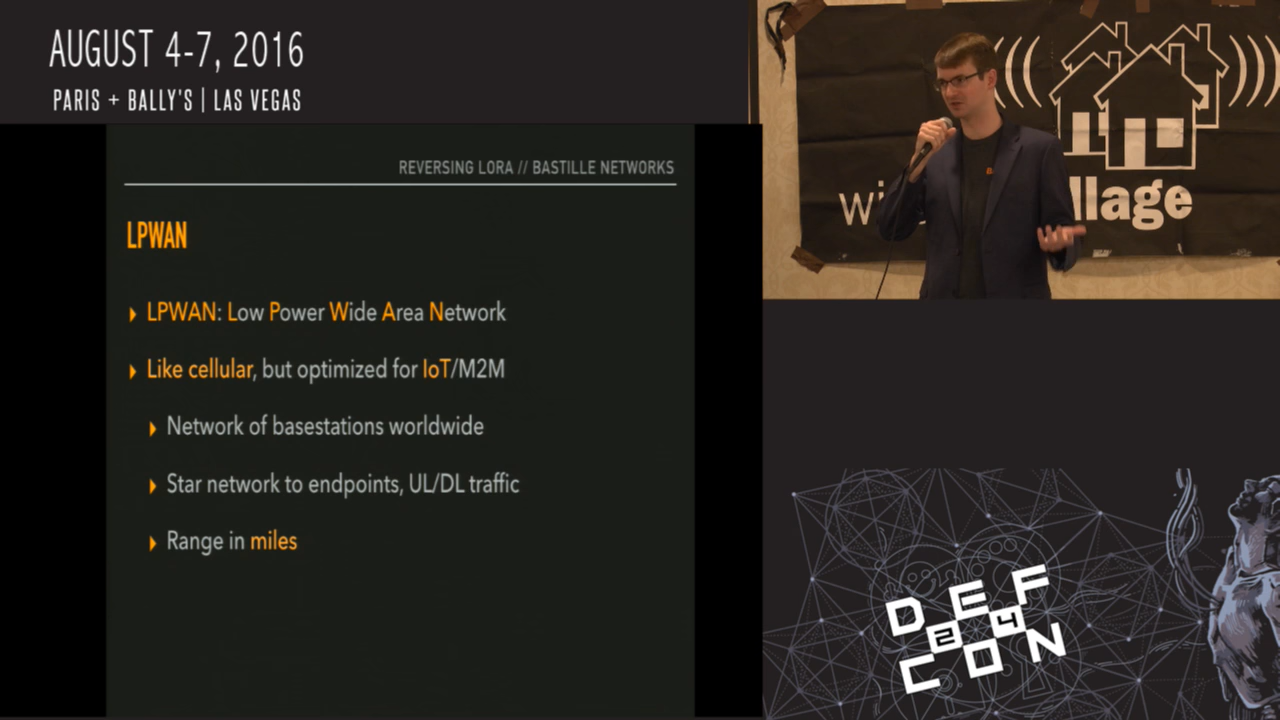 AUGUST 4-7, 2016
PARIS + BALLY'S | LAS VEGAS
REVERSING LORA // BASTILLE NETWORKS
LPWAN
LPWAN: Low Power Wide Area Network
Like cellular, but optimized for IoT/M2M
Network of basestations worldwide
Star network to endpoints, UL/DL traffic
Range in miles
wi
llage
DEF
24
CON